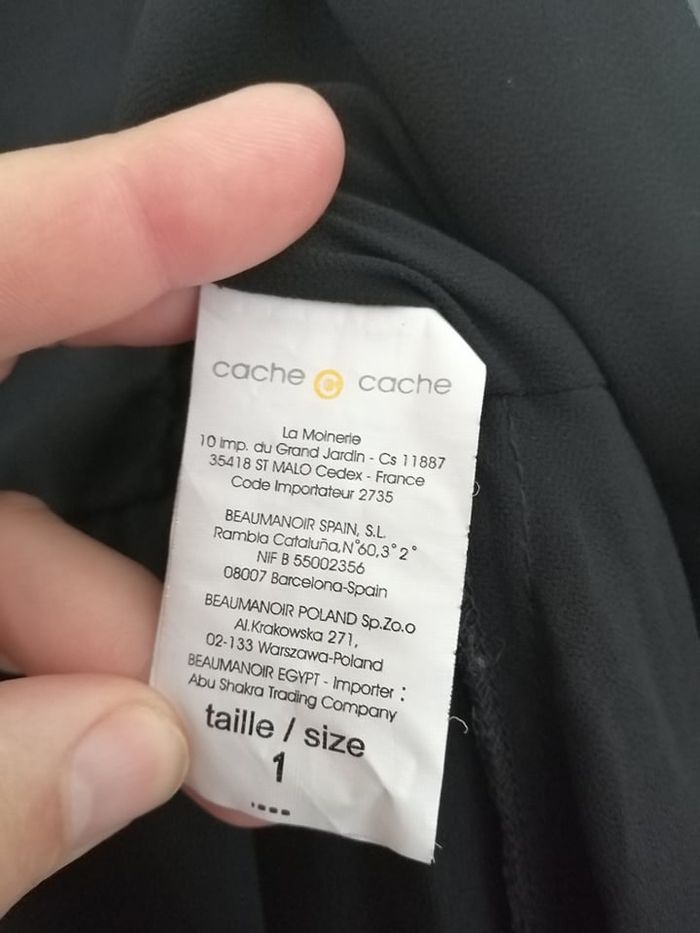 cache cache
La Moinerie
10 imp. du Grand Jardin - Cs 11887
35418 ST MALO Cedex - France
Code Importateur 2735
BEAUMANOIR SPAIN, S.L.
Rambla Cataluña,N°60,3°2°
NIF B 55002356
08007 Barcelona-Spain
BEAUMANOIR POLAND Sp.Zo.o
Al.Krakowska 271,
02-133 Warszawa-Poland
BEAUMANOIR EGYPT - Importer :
Abu Shakra Trading Company
taille / size
1